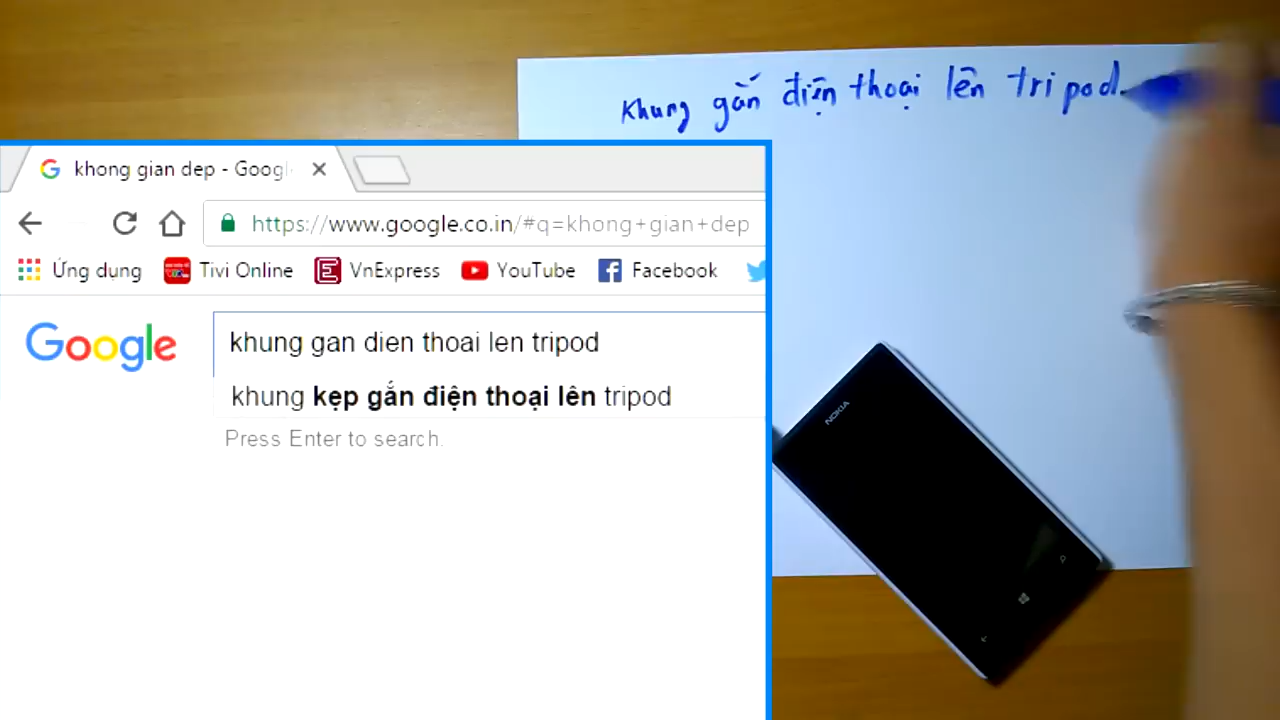 Khung gắn điện thoại lên tripod.
khong gian dep - Googl
https://www.google.co.in/#q=khong+gian+dep
Ứng dụng Tivi Online VnExpress YouTube Facebook
Google
khung gan dien thoai len tripod
khung kẹp gắn điện thoại lên tripod
Press Enter to search.
NOKIA